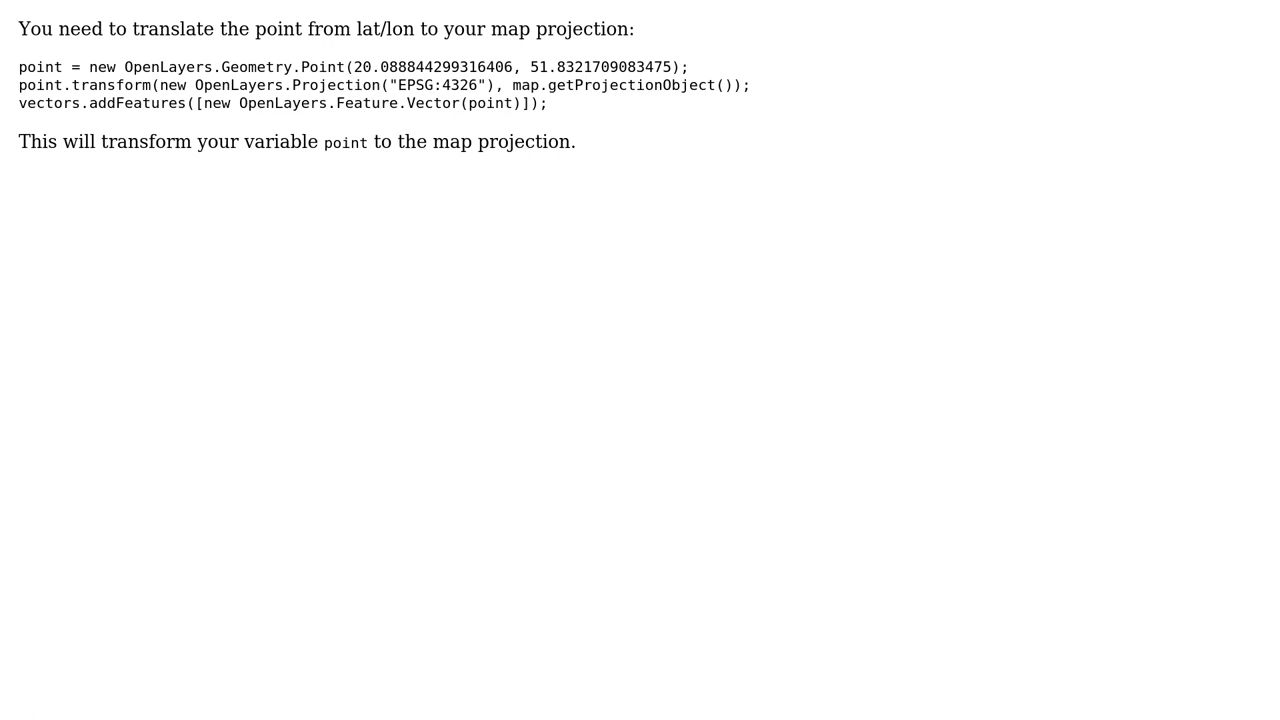 You need to translate the point from lat/lon to your map projection:
point = new OpenLayers.Geometry.Point(20.088844299316406, 51.8321709083475);
point.transform(new OpenLayers.Projection("EPSG:4326"), map.getProjectionObject());
vectors.addFeatures([new OpenLayers.Feature.Vector(point)]);
This will transform your variable point to the map projection.